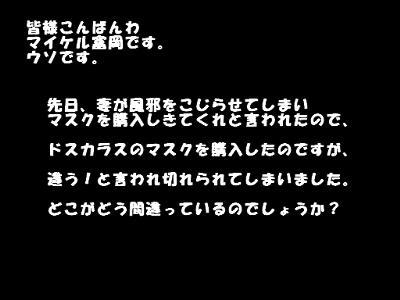 皆様こんばんわ
マイケル富岡です。
ウソです。
先日、妻が風邪をこじらせてしまい
マスクを購入しきてくれと言われたので、
ドスカラスのマスクを購入したのですが、
違う!と言われ切れられてしまいました。
どこがどう間違っているのでしょうか?